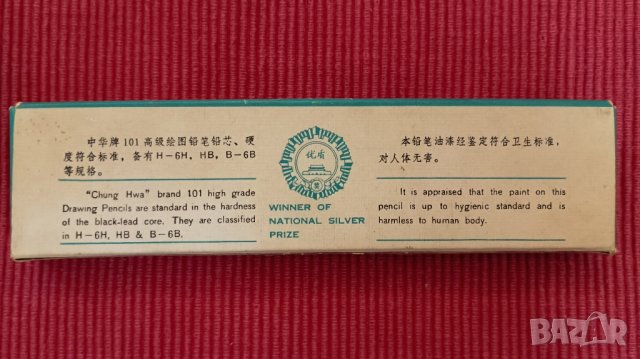 中华牌 101 高级绘图铅笔铅芯、硬
度符合标准，备有 H－6H，HB，B－6B
等规格。
"Chung Hwa" brand 101 high grade
Drawing Pencils are standard in the hardness
of the black-lead core. They are classified
in H－6H, HB & B－6B.
优质
奖
WINNER OF
NATIONAL SILVER
PRIZE
本铅笔油漆经鉴定符合卫生标准，
对人体无害。
It is appraised that the paint on this
pencil is up to hygienic standard and is
harmless to human body.
BAZAR
bg